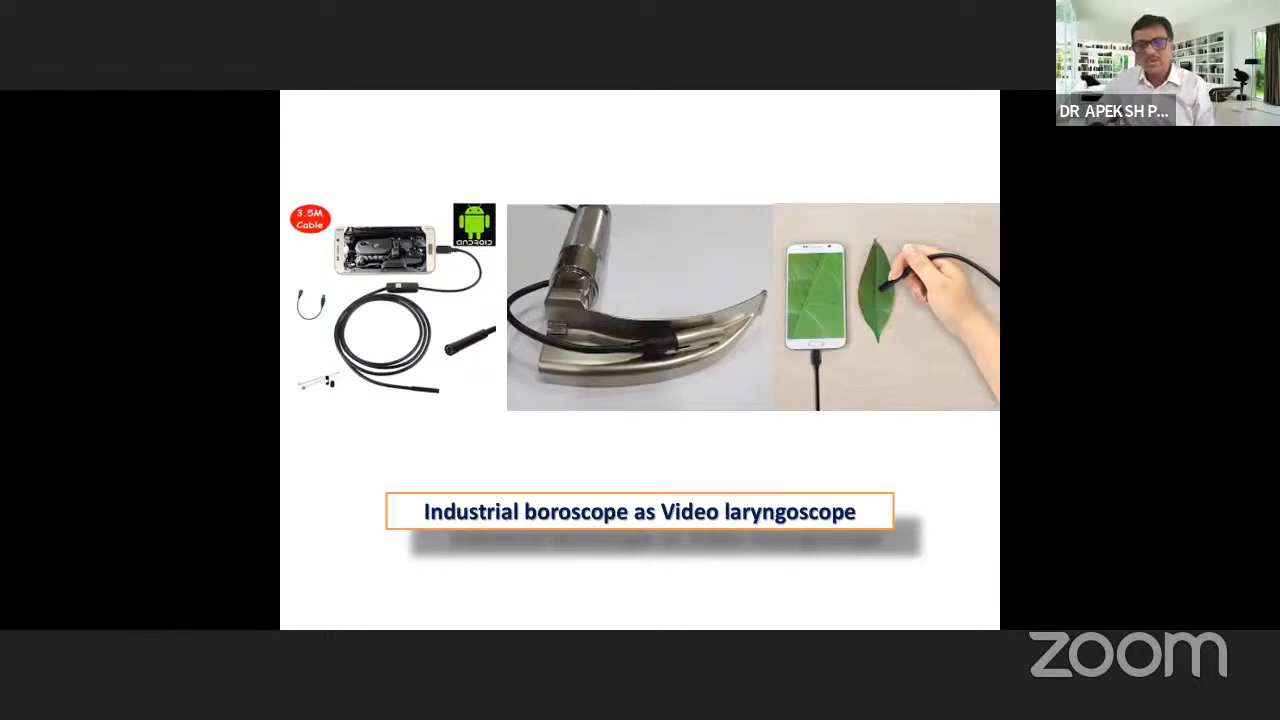 DR APEKSH P...
3.5M
Cable
ANDROID
Industrial boroscope as Video laryngoscope
zoom